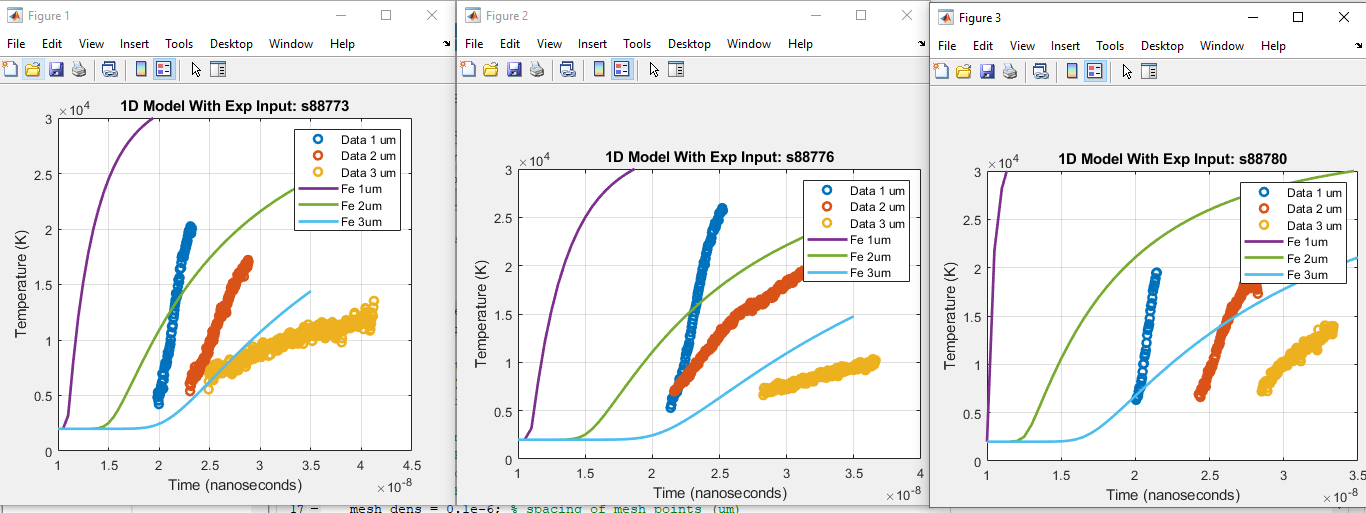 Figure 1
File Edit View Insert Tools Desktop Window Help
1D Model With Exp Input: s88773
×10^4
3
2.5
2
1.5
1
0.5
0
Temperature (K)
Data 1 um
Data 2 um
Data 3 um
Fe 1um
Fe 2um
Fe 3um
1 1.5 2 2.5 3 3.5 4 4.5
Time (nanoseconds)
×10^-8
Figure 2
File Edit View Insert Tools Desktop Window Help
1D Model With Exp Input: s88776
×10^4
3
2.5
2
1.5
1
0.5
0
Temperature (K)
Data 1 um
Data 2 um
Data 3 um
Fe 1um
Fe 2um
Fe 3um
1 1.5 2 2.5 3 3.5 4
Time (nanoseconds)
×10^-8
Figure 3
File Edit View Insert Tools Desktop Window Help
1D Model With Exp Input: s88780
×10^4
3
2.5
2
1.5
1
0.5
0
Temperature (K)
Data 1 um
Data 2 um
Data 3 um
Fe 1um
Fe 2um
Fe 3um
1 1.5 2 2.5 3 3.5
Time (nanoseconds)
×10^-8
17 – mesh_dens = 0.1e-6; % spacing of mesh points (um)